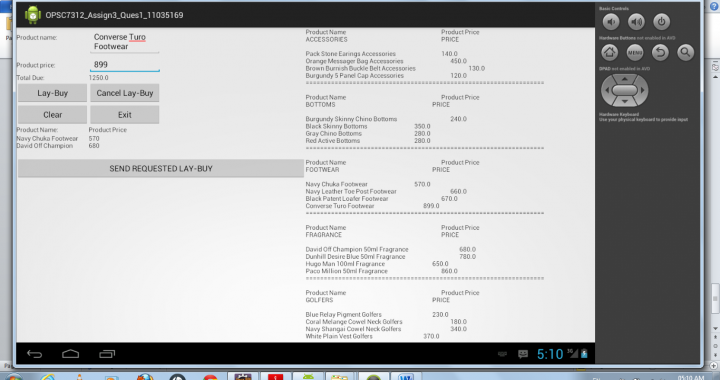 OPSC7312_Assign3_Ques1_11035169
Product name:
Converse Turo
Footwear
Product price:
899
Total Due:
1250.0
Lay-Buy
Cancel Lay-Buy
Clear
Exit
Product Name: Product Price
Navy Chuka Footwear 570
David Off Champion 680
SEND REQUESTED LAY-BUY
Product Name Product Price
ACCESSORIES PRICE
Pack Stone Earings Accessories 140.0
Orange Messager Bag Accessories 450.0
Brown Burnish Buckle Belt Accessories 130.0
Burgundy 5 Panel Cap Accessories 120.0
Product Name Product Price
BOTTOMS PRICE
Burgundy Skinny Chino Bottoms 240.0
Black Skinny Bottoms 350.0
Gray Chino Bottoms 280.0
Red Active Bottoms 280.0
Product Name Product Price
FOOTWEAR PRICE
Navy Chuka Footwear 570.0
Navy Leather Toe Post Footwear 660.0
Black Patent Loafer Footwear 670.0
Converse Turo Footwear 899.0
Product Name Product Price
FRAGRANCE PRICE
David Off Champion 50ml Fragrance 680.0
Dunhill Desire Blue 50ml Fragrance 780.0
Hugo Man 100ml Fragrance 650.0
Paco Million 50ml Fragrance 860.0
Product Name Product Price
GOLFERS PRICE
Blue Relay Pigment Golfers 230.0
Coral Melange Cowel Neck Golfers 180.0
Navy Shangai Cowel Neck Golfers 340.0
White Plain Vest Golfers 370.0
5:10
Basic Controls
Hardware Buttons not enabled in AVD
MENU
DPAD not enabled in AVD
Hardware Keyboard
Use your physical keyboard to provide input
05:10 AM